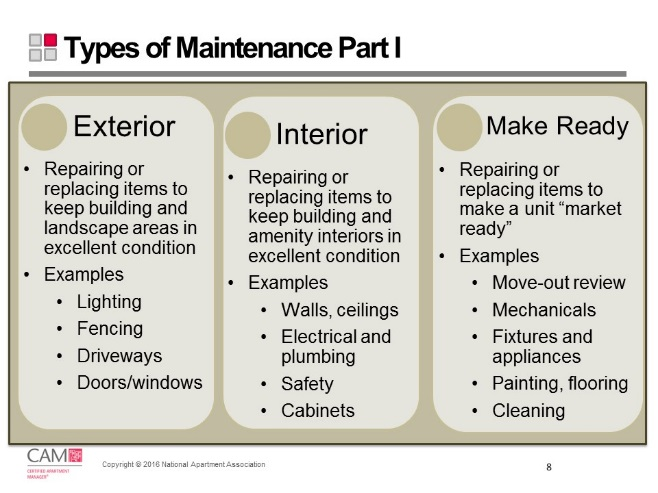 Types of Maintenance Part I
Exterior
• Repairing or
replacing items to
keep building and
landscape areas in
excellent condition
• Examples
• Lighting
• Fencing
• Driveways
• Doors/windows
Interior
• Repairing or
replacing items to
keep building and
amenity interiors in
excellent condition
• Examples
• Walls, ceilings
• Electrical and
plumbing
• Safety
• Cabinets
Make Ready
• Repairing or
replacing items to
make a unit “market
ready”
• Examples
• Move-out review
• Mechanicals
• Fixtures and
appliances
• Painting, flooring
• Cleaning
CAM
CERTIFIED APARTMENT
MANAGER
Copyright © 2016 National Apartment Association
8